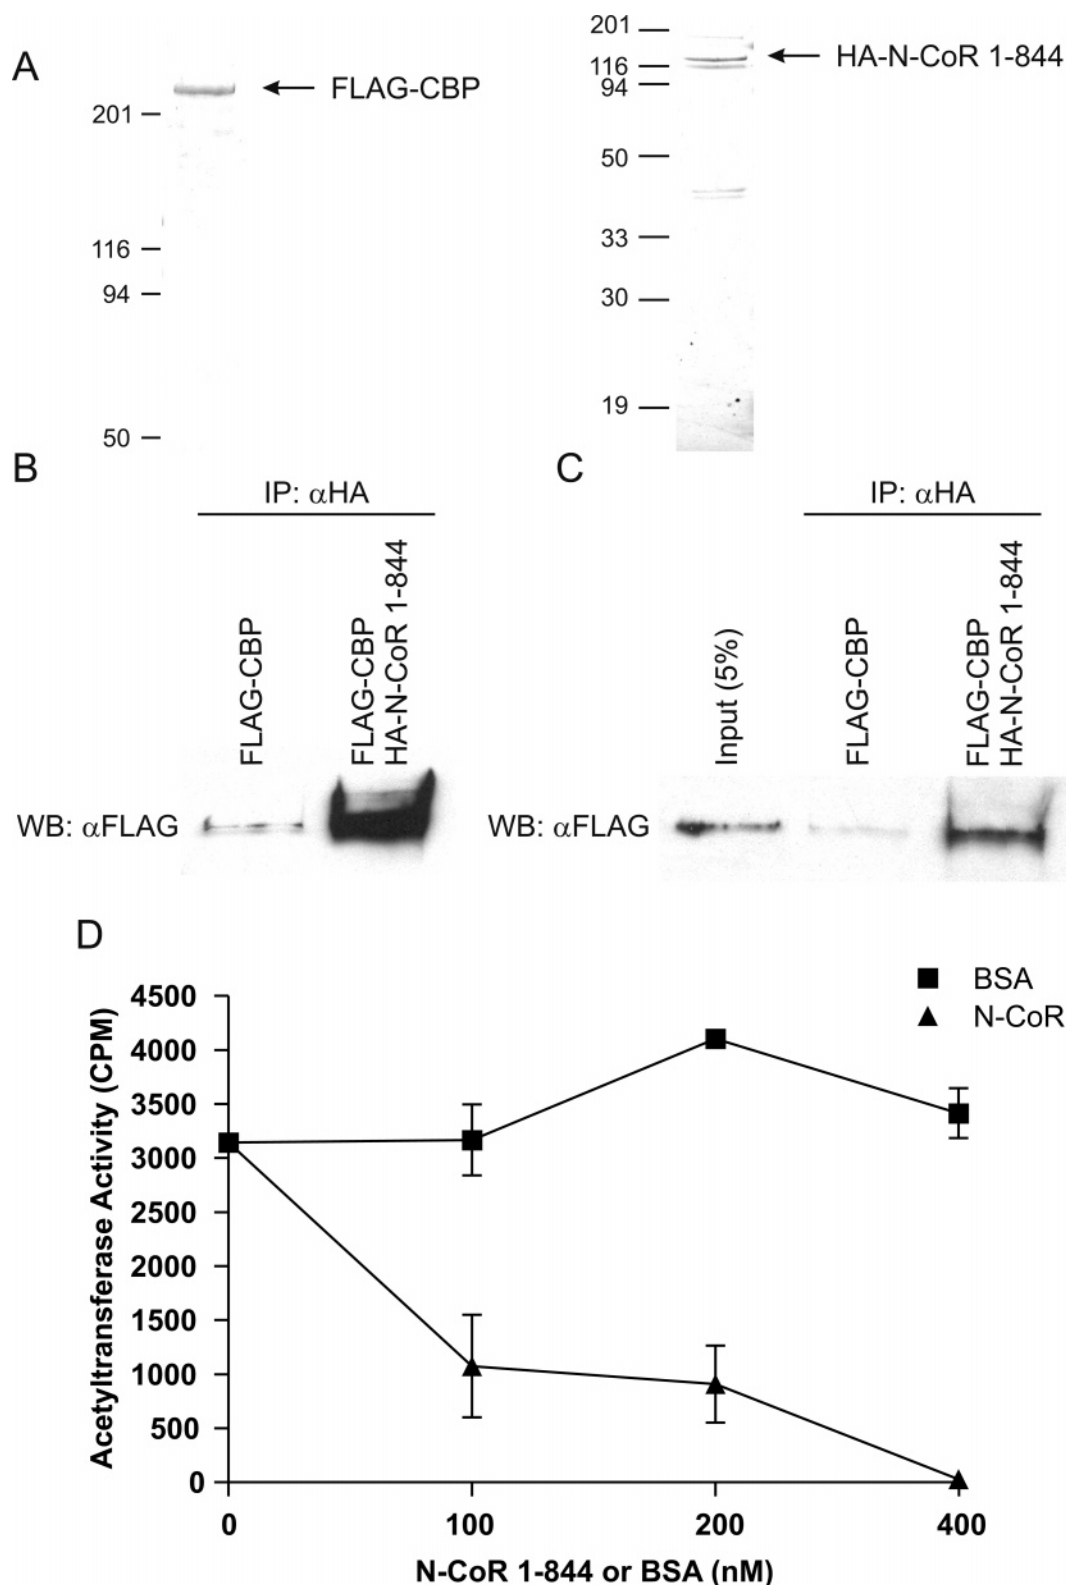 A
FLAG-CBP
201
116
94
50
201
116
94
50
33
30
19
HA-N-CoR 1-844
B
IP: αHA
FLAG-CBP
FLAG-CBP
HA-N-CoR 1-844
WB: αFLAG
C
IP: αHA
Input (5%)
FLAG-CBP
FLAG-CBP
HA-N-CoR 1-844
WB: αFLAG
D
BSA
N-CoR
Acetyltransferase Activity (CPM)
4500
4000
3500
3000
2500
2000
1500
1000
500
0
0 100 200 400
N-CoR 1-844 or BSA (nM)